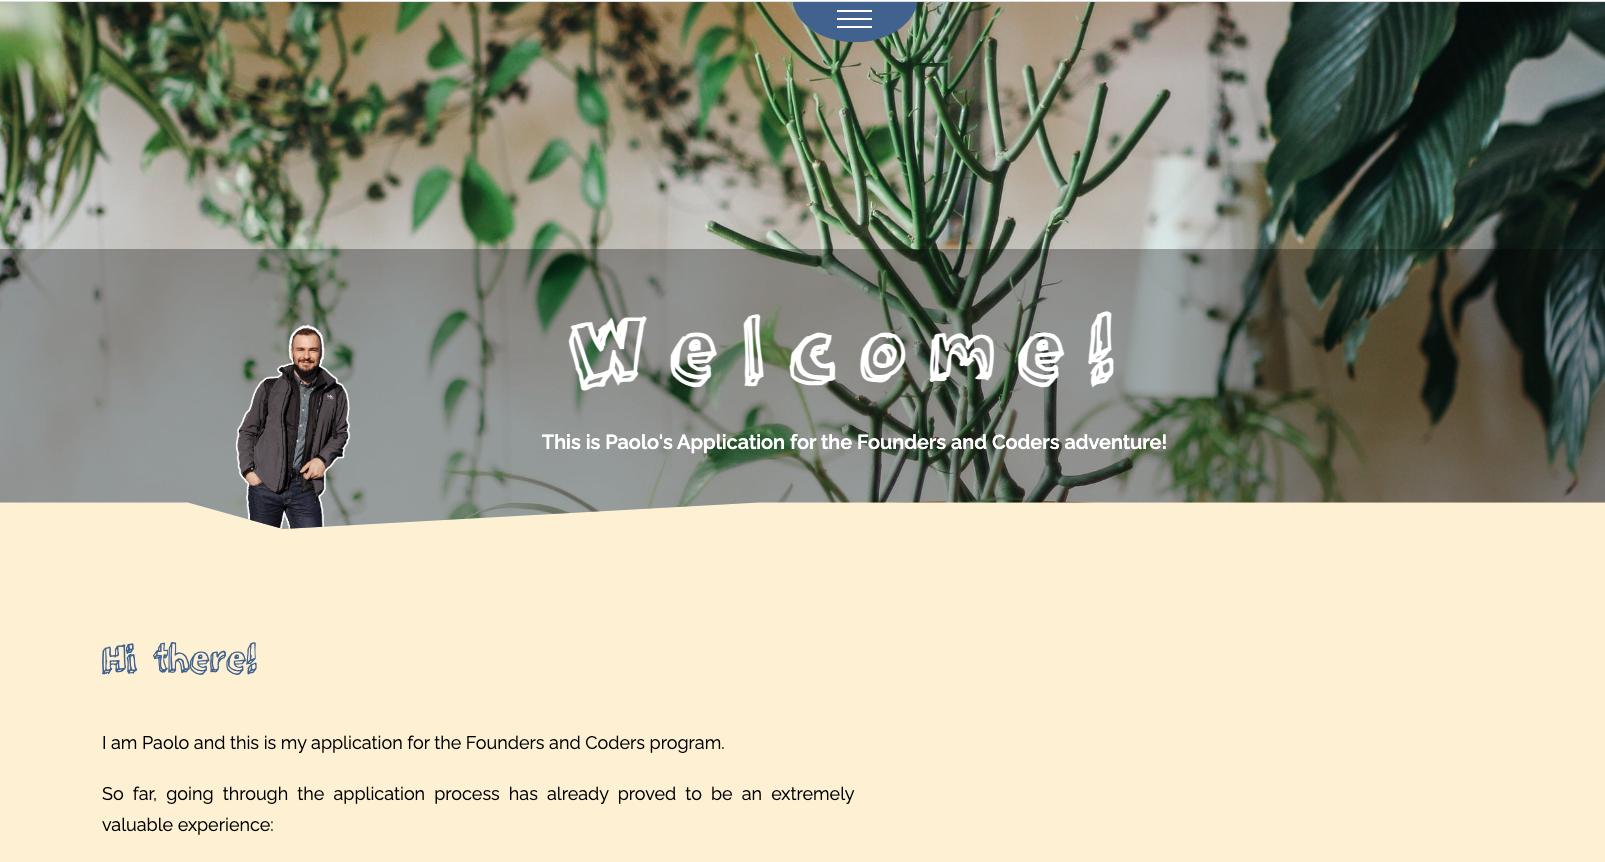 Welcome!
This is Paolo's Application for the Founders and Coders adventure!
Hi there!
I am Paolo and this is my application for the Founders and Coders program.
So far, going through the application process has already proved to be an extremely
valuable experience: